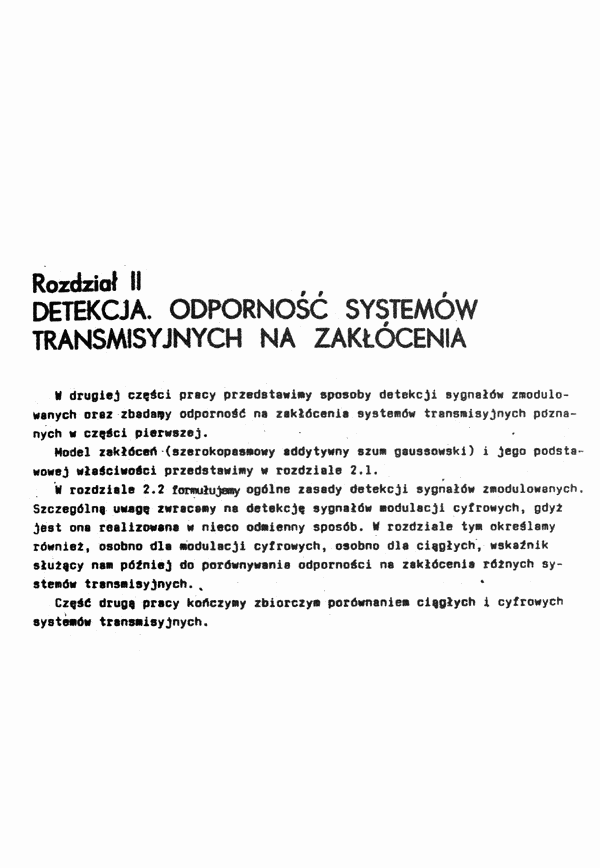 Rozdział II
DETEKCJA. ODPORNOŚĆ SYSTEMÓW
TRANSMISYJNYCH NA ZAKŁÓCENIA
W drugiej części pracy przedstawimy sposoby detekcji sygnałów zmodulo-
wanych oraz zbadamy odporność na zakłócenia systemów transmisyjnych pozna-
nych w części pierwszej.
Model zakłóceń (szerokopasmowy addytywny szum gaussowski) i jego podsta-
wowej właściwości przedstawimy w rozdziale 2.1.
W rozdziale 2.2 formułujemy ogólne zasady detekcji sygnałów zmodulowanych.
Szczególną uwagę zwracamy na detekcję sygnałów modulacji cyfrowych, gdyż
jest ona realizowana w nieco odmienny sposób. W rozdziale tym określamy
również, osobno dla modulacji cyfrowych, osobno dla ciągłych, wskaźnik
służący nam później do porównywania odporności na zakłócenia różnych sy-
stemów transmisyjnych.
Część drugą pracy kończymy zbiorczym porównaniem ciągłych i cyfrowych
systemów transmisyjnych.